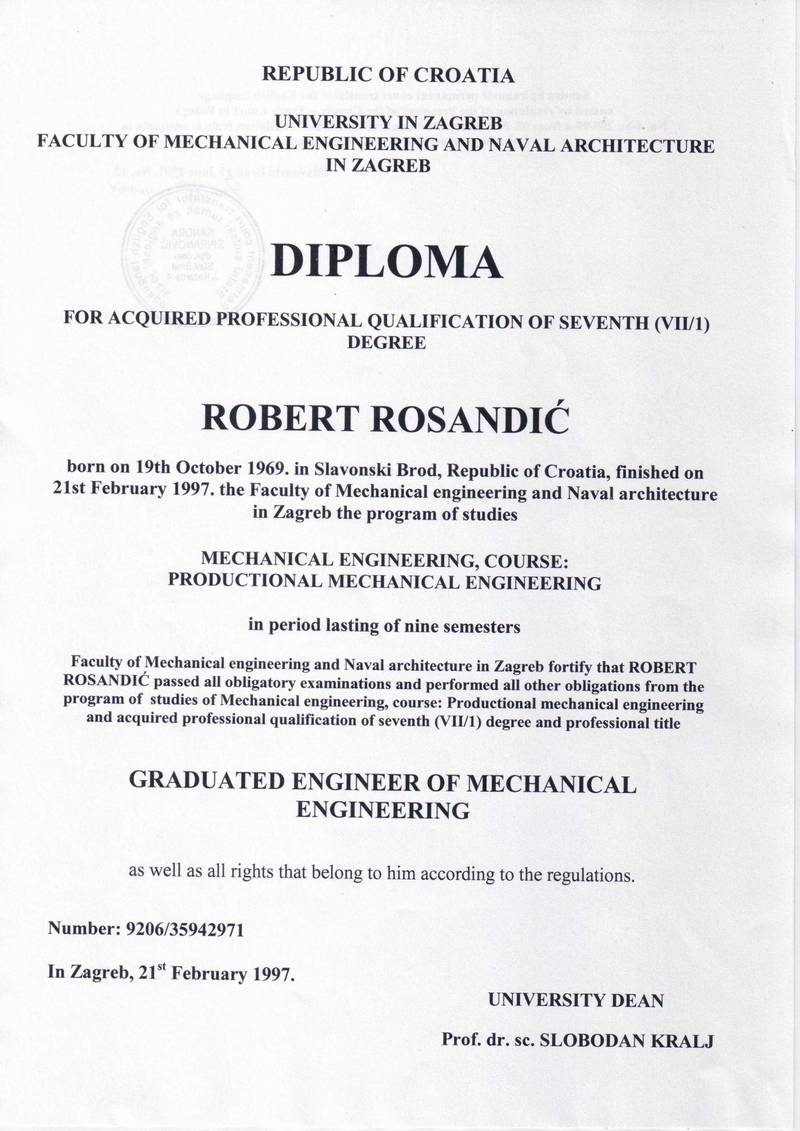 REPUBLIC OF CROATIA
UNIVERSITY IN ZAGREB
FACULTY OF MECHANICAL ENGINEERING AND NAVAL ARCHITECTURE
IN ZAGREB
DIPLOMA
FOR ACQUIRED PROFESSIONAL QUALIFICATION OF SEVENTH (VII/1)
DEGREE
ROBERT ROSANDIĆ
born on 19th October 1969. in Slavonski Brod, Republic of Croatia, finished on
21st February 1997. the Faculty of Mechanical engineering and Naval architecture
in Zagreb the program of studies
MECHANICAL ENGINEERING, COURSE:
PRODUCTIONAL MECHANICAL ENGINEERING
in period lasting of nine semesters
Faculty of Mechanical engineering and Naval architecture in Zagreb fortify that ROBERT
ROSANDIĆ passed all obligatory examinations and performed all other obligations from the
program of studies of Mechanical engineering, course: Productional mechanical engineering
and acquired professional qualification of seventh (VII/1) degree and professional title
GRADUATED ENGINEER OF MECHANICAL
ENGINEERING
as well as all rights that belong to him according to the regulations.
Number: 9206/35942971
In Zagreb, 21st February 1997.
UNIVERSITY DEAN
Prof. dr. sc. SLOBODAN KRALJ